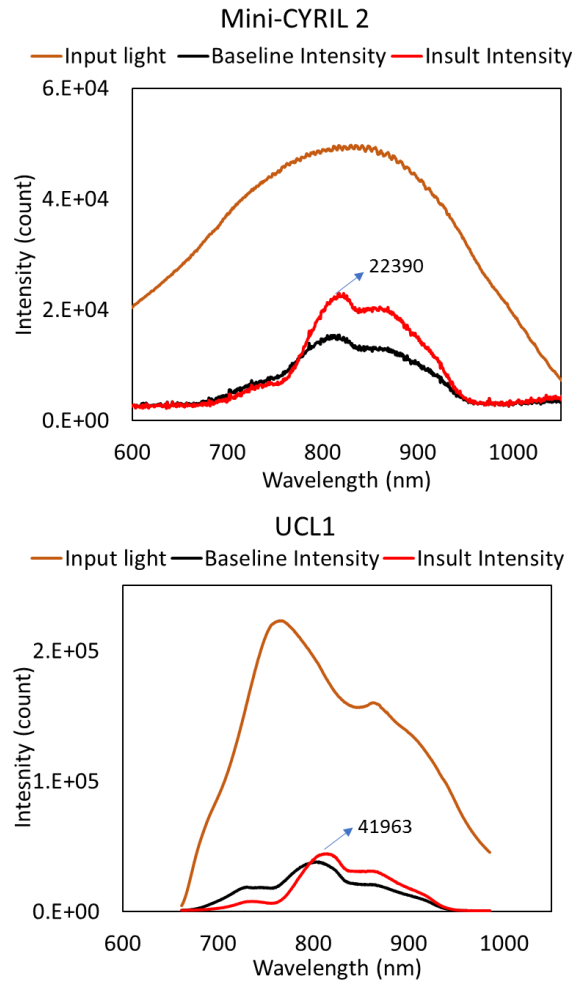 Mini-CYRIL 2
Input light Baseline Intensity Insult Intensity
6.E+04
4.E+04
2.E+04
0.E+00
Intensity (count)
22390
600 700 800 900 1000
Wavelength (nm)
UCL1
Input light Baseline Intensity Insult Intensity
2.E+05
1.E+05
0.E+00
Intesnity (count)
41963
600 700 800 900 1000
Wavelength (nm)